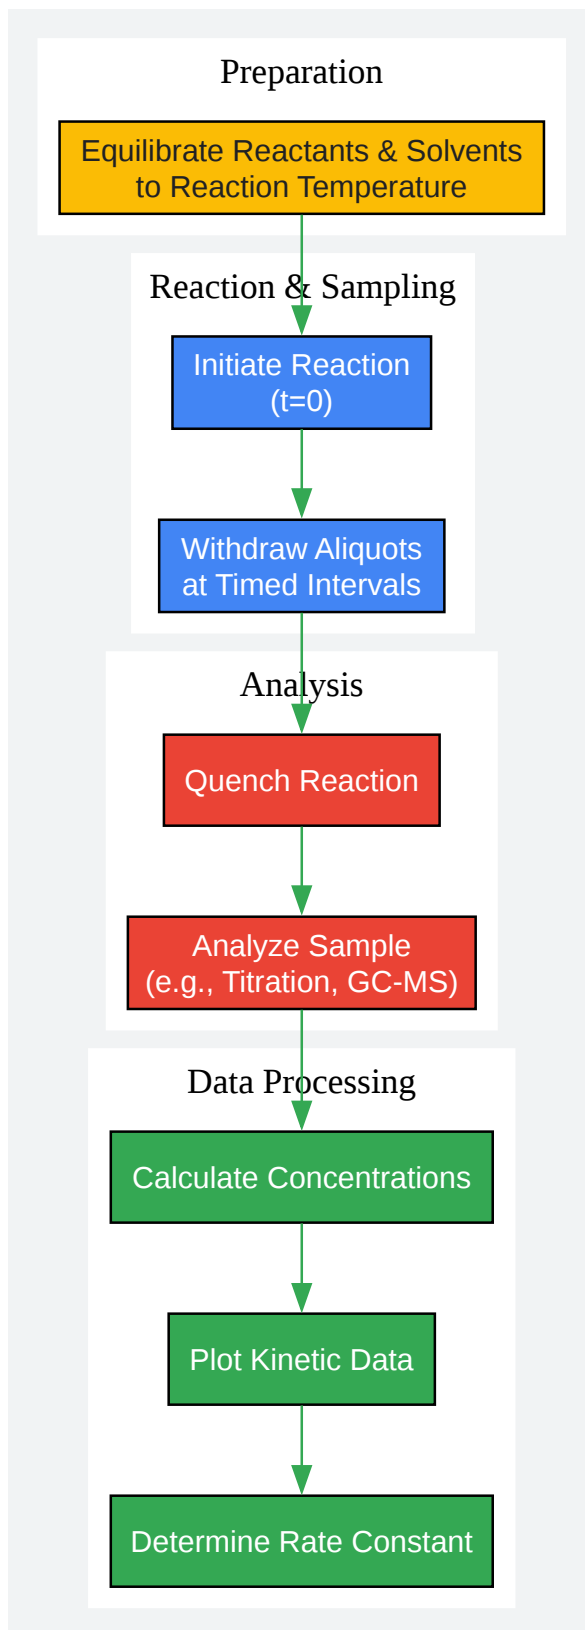 Preparation
Equilibrate Reactants & Solvents
to Reaction Temperature
Reaction & Sampling
Initiate Reaction
(t=0)
Withdraw Aliquots
at Timed Intervals
Analysis
Quench Reaction
Analyze Sample
(e.g., Titration, GC-MS)
Data Processing
Calculate Concentrations
Plot Kinetic Data
Determine Rate Constant